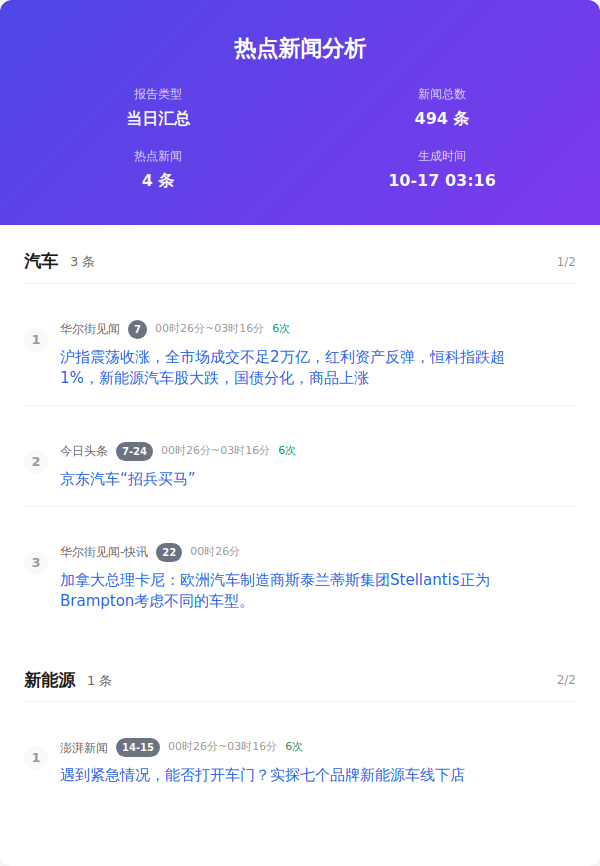 热点新闻分析
报告类型
当日汇总
新闻总数
494 条
热点新闻
4 条
生成时间
10-17 03:16
汽车 3 条 1/2
1 华尔街见闻 7 00时26分~03时16分 6次
沪指震荡收涨，全市场成交不足2万亿，红利资产反弹，恒科指跌超
1%，新能源汽车股大跌，国债分化，商品上涨
2 今日头条 7-24 00时26分~03时16分 6次
京东汽车“招兵买马”
3 华尔街见闻-快讯 22 00时26分
加拿大总理卡尼：欧洲汽车制造商斯泰兰蒂斯集团Stellantis正为
Brampton考虑不同的车型。
新能源 1 条 2/2
1 澎湃新闻 14-15 00时26分~03时16分 6次
遇到紧急情况，能否打开车门？实探七个品牌新能源车线下店